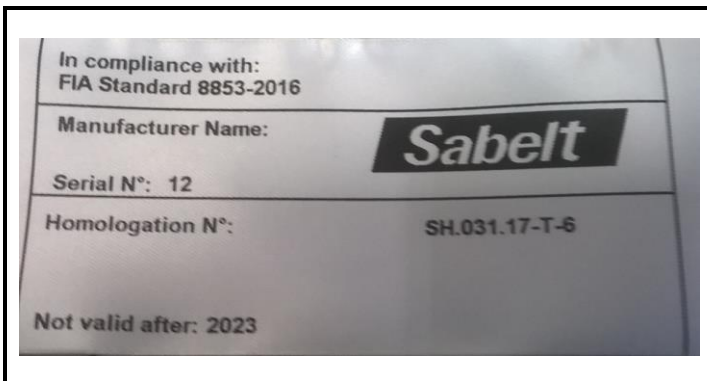 In compliance with:
FIA Standard 8853-2016
Manufacturer Name:
Sabelt
Serial N°: 12
Homologation N°: SH.031.17-T-6
Not valid after: 2023